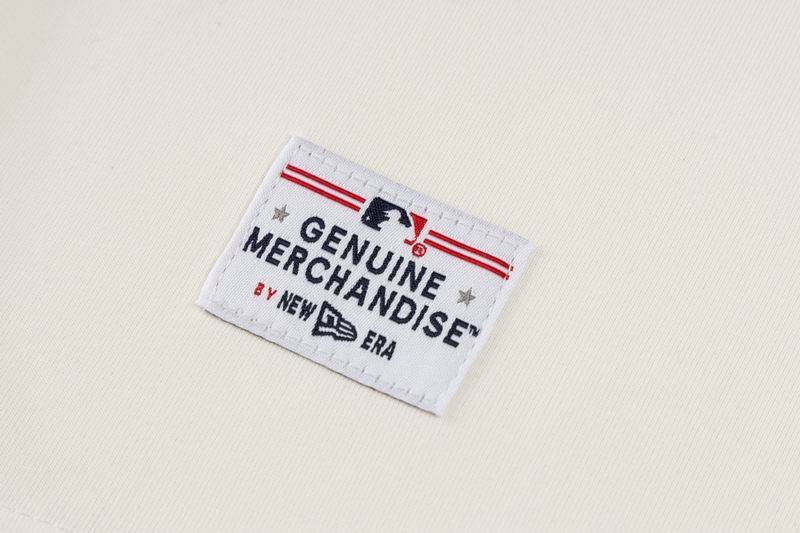 ®
GENUINE
MERCHANDISE™
BY NEW ERA